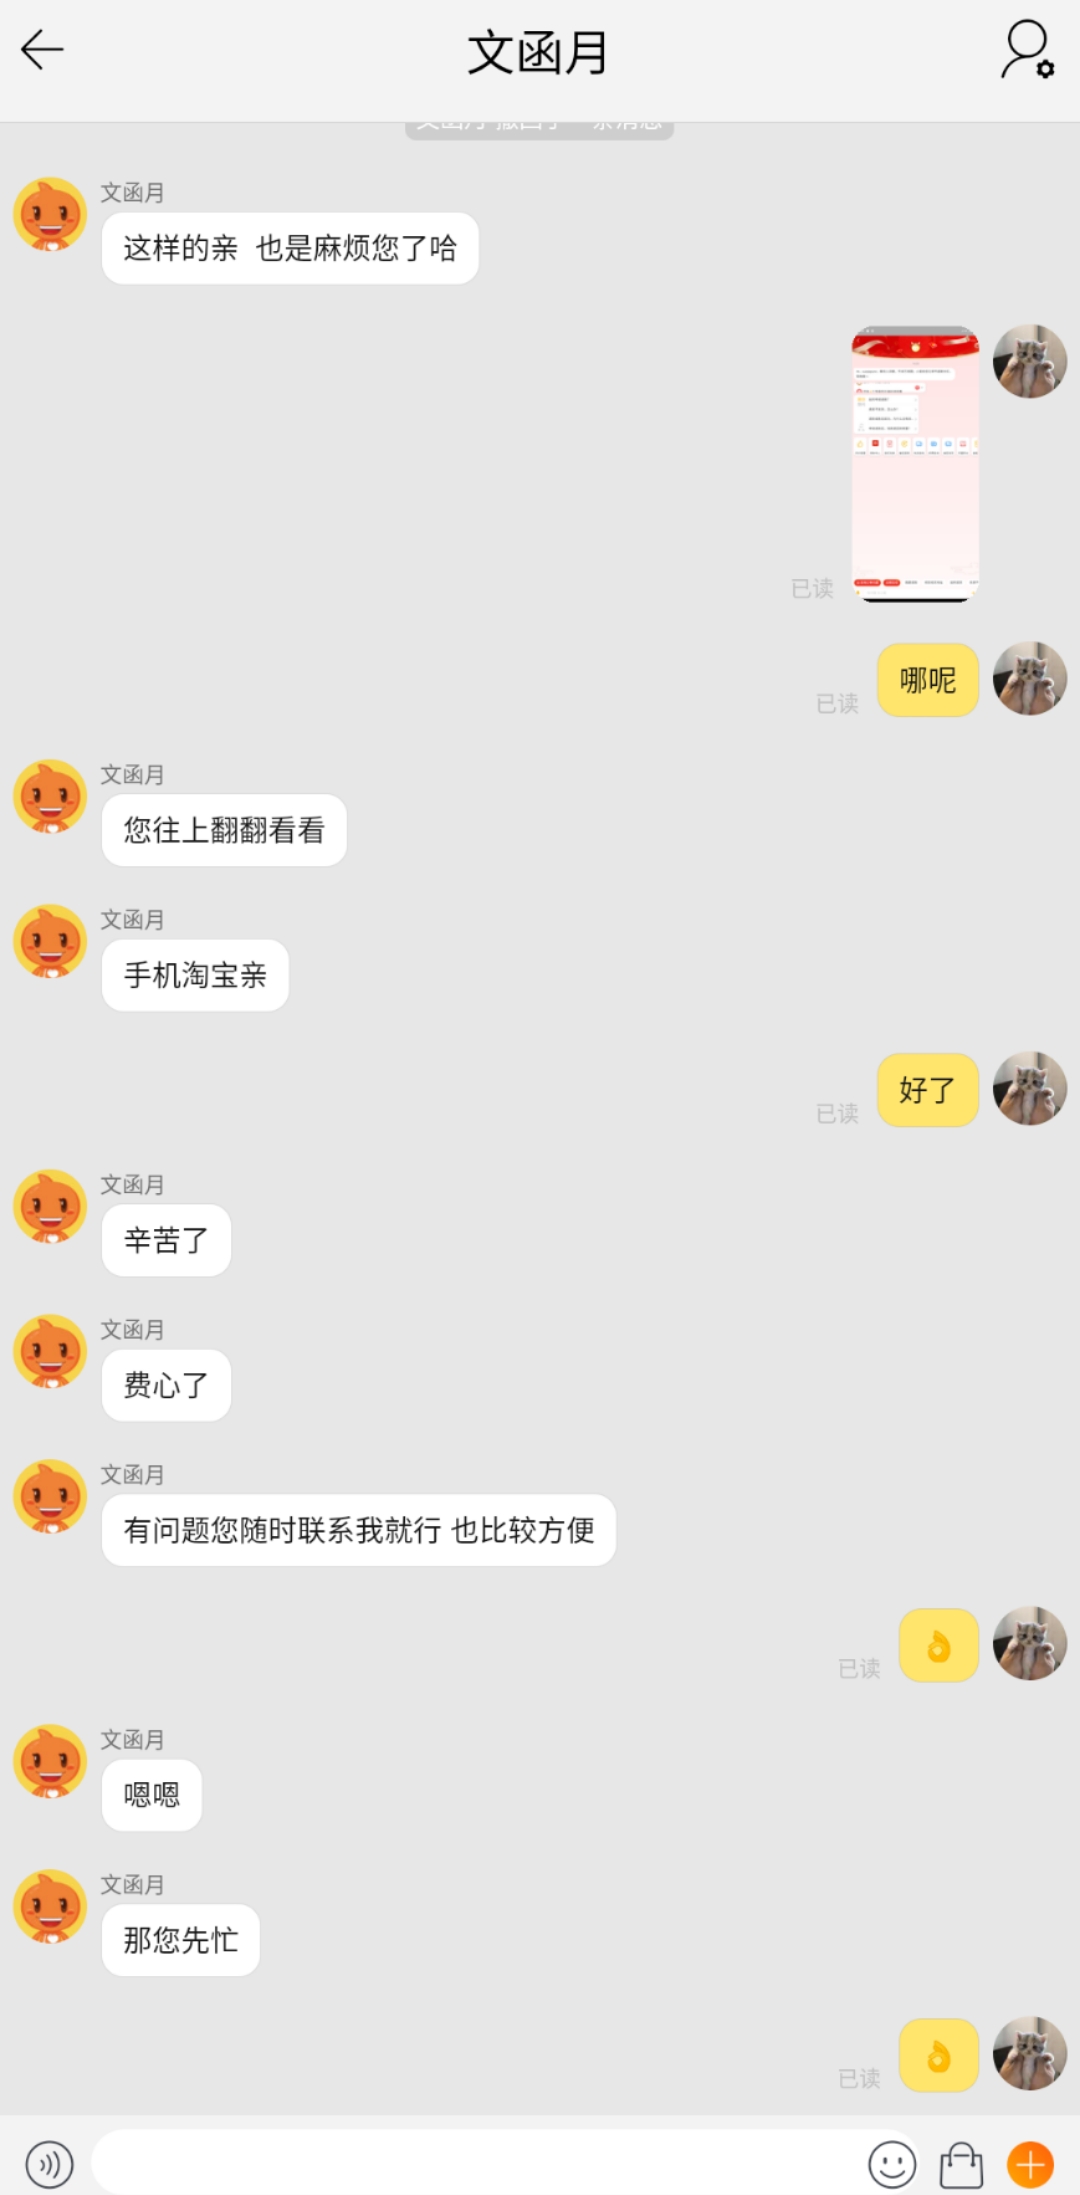 文函月
文函月
这样的亲 也是麻烦您了哈
已读
哪呢
已读
文函月
您往上翻翻看看
文函月
手机淘宝亲
好了
已读
文函月
辛苦了
文函月
费心了
文函月
有问题您随时联系我就行 也比较方便
已读
文函月
嗯嗯
文函月
那您先忙
已读